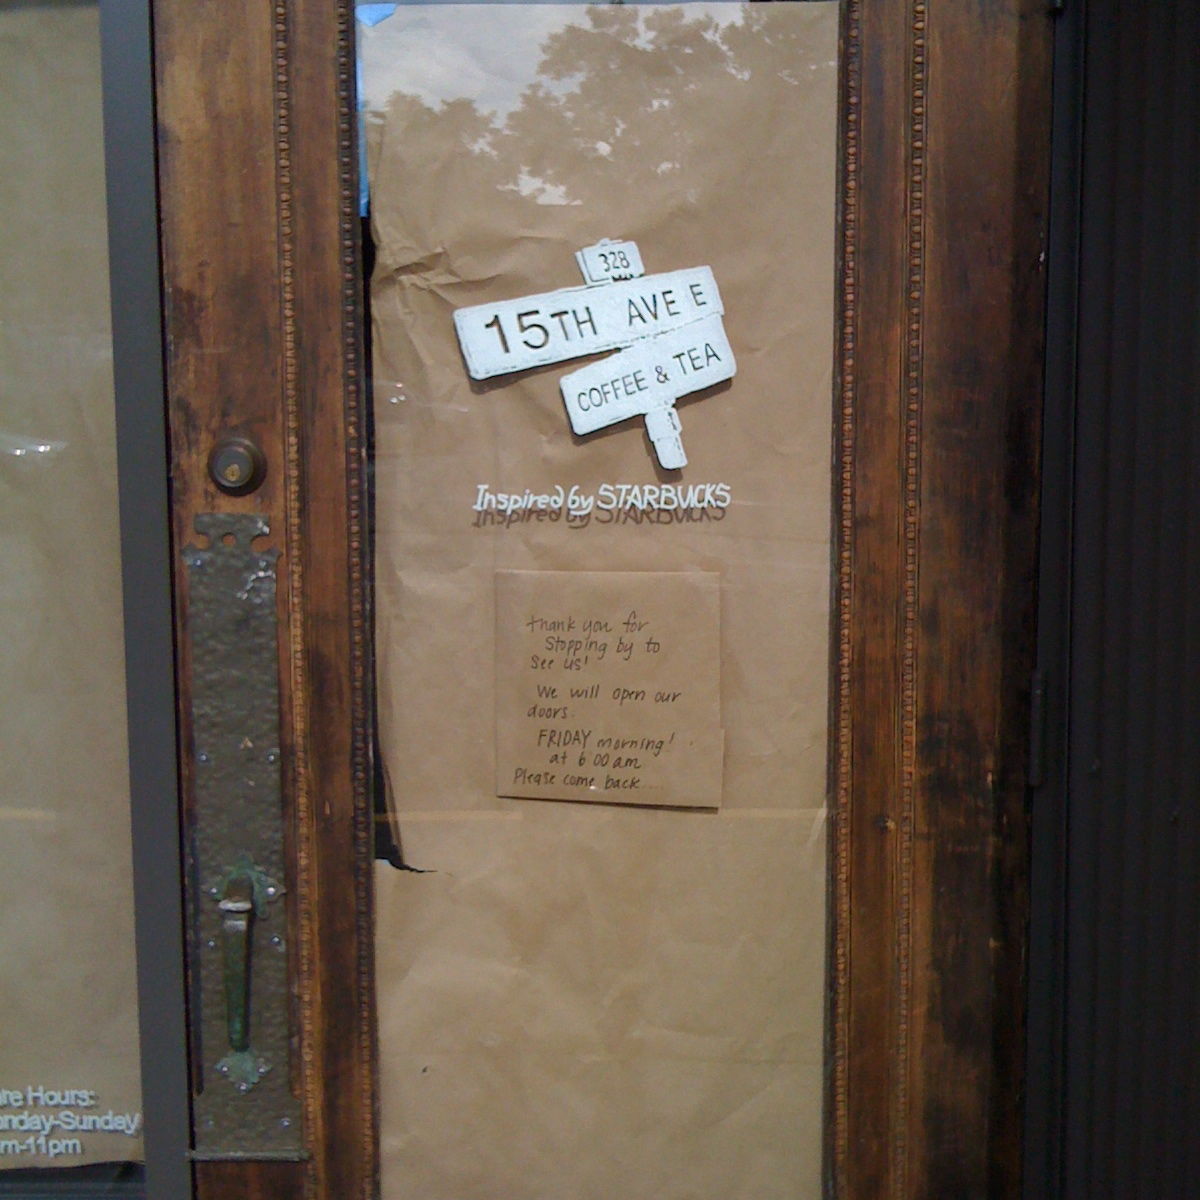 328
15TH AVE E
COFFEE & TEA
Inspired by STARBUCKS
thank you for
Stopping by to
See us!
We will open our
doors.
FRIDAY morning!
at 6 00 am
Please come back....
Hours:
Monday-Sunday
11pm